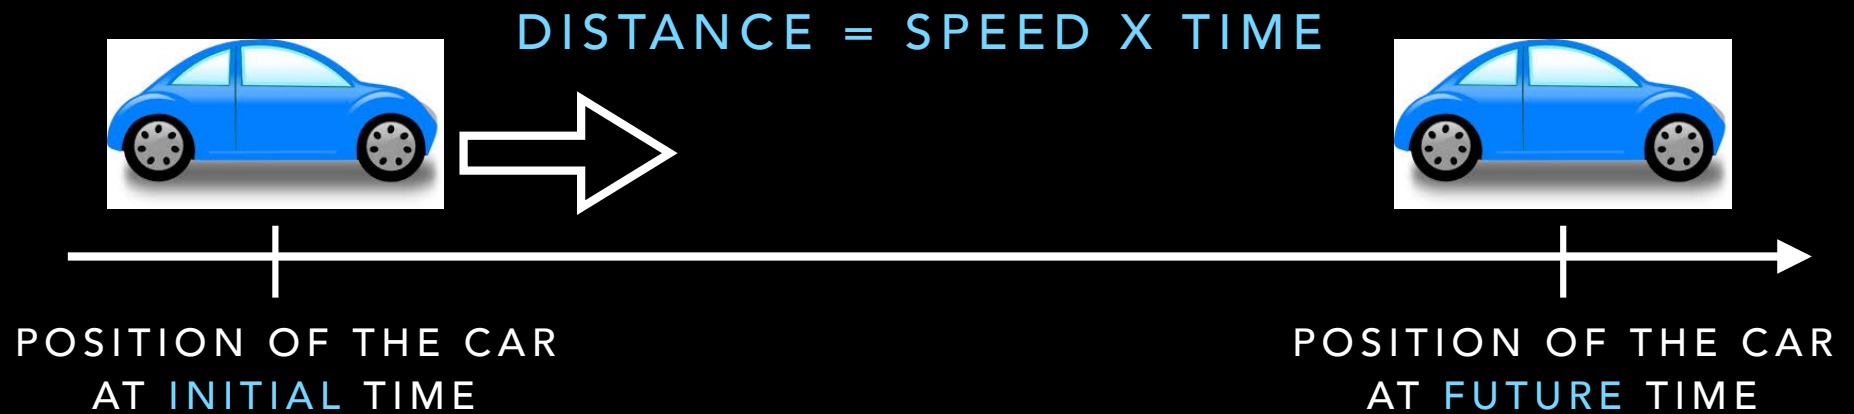 DISTANCE = SPEED X TIME
POSITION OF THE CAR
AT INITIAL TIME
POSITION OF THE CAR
AT FUTURE TIME